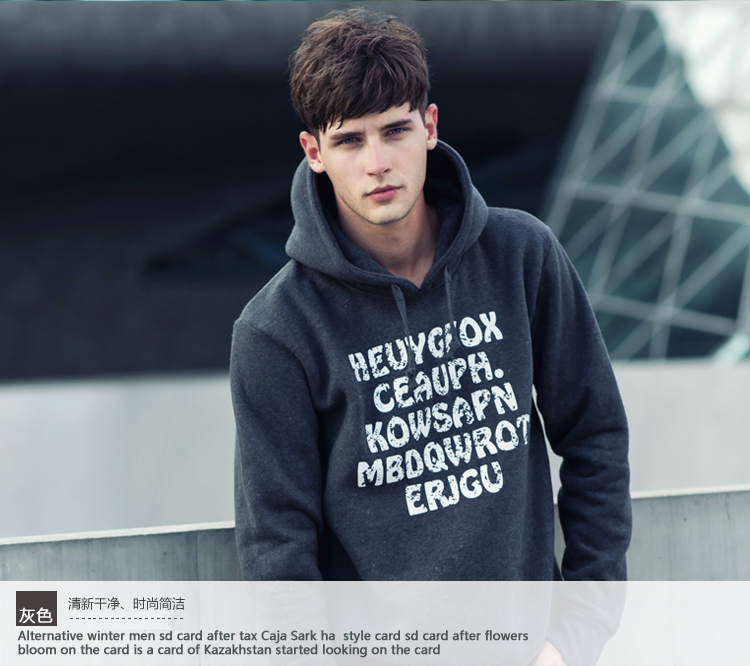 HEUYGFOX
CEAUPH.
KOWSAPN
MBDQWROT
ERJGU
灰色
清新干净、时尚简洁
Alternative winter men sd card after tax Caja Sark ha style card sd card after flowers
bloom on the card is a card of Kazakhstan started looking on the card